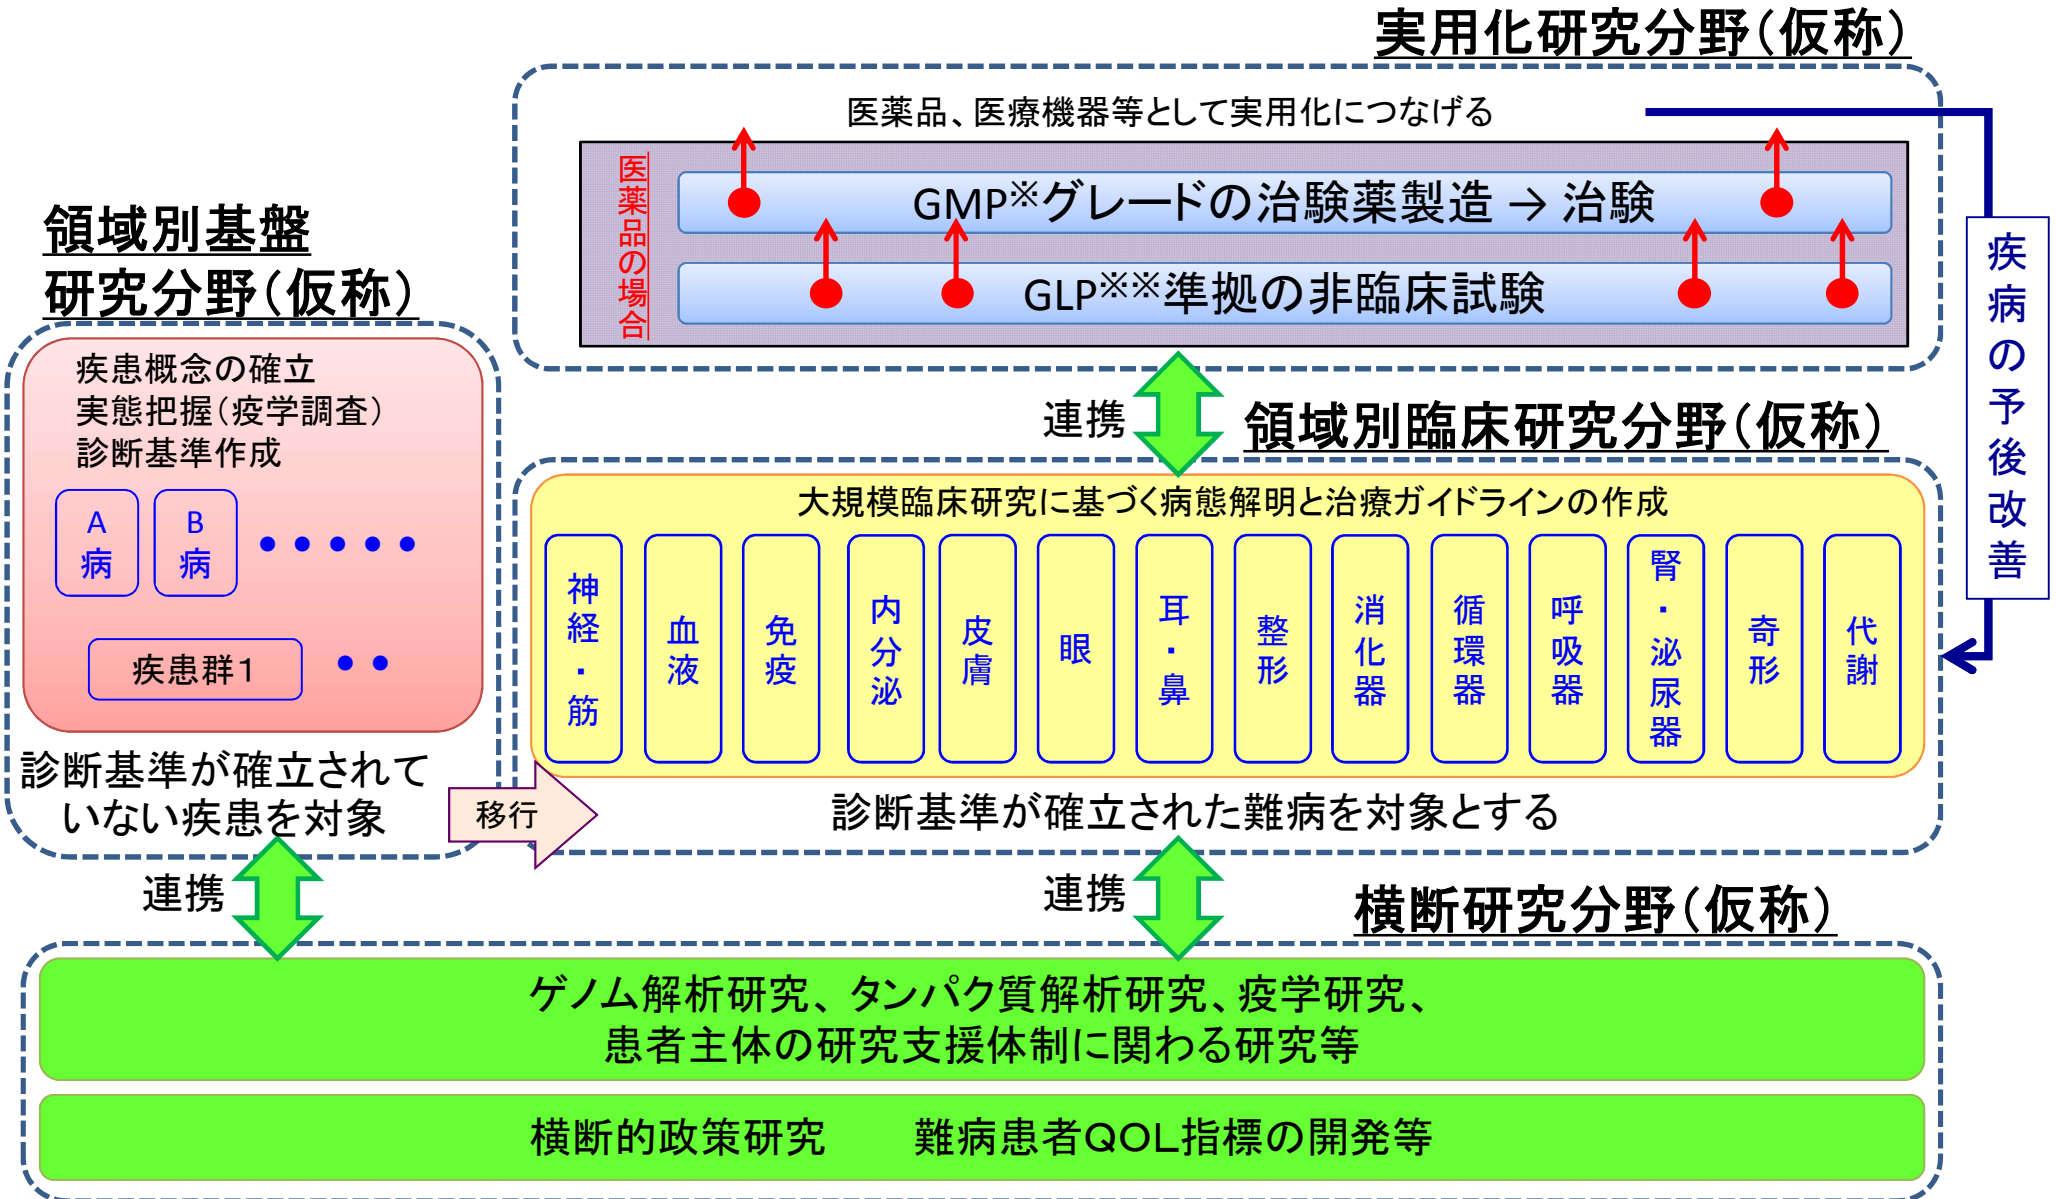 実用化研究分野（仮称）
医薬品、医療機器等として実用化につなげる
医薬品の場合
GMP※グレードの治験薬製造 → 治験
GLP※※準拠の非臨床試験
疾病の予後改善
領域別基盤
研究分野（仮称）
疾患概念の確立
実態把握（疫学調査）
診断基準作成
A病
B病
•••••
疾患群１
••
診断基準が確立されて
いない疾患を対象
移行
連携
領域別臨床研究分野（仮称）
大規模臨床研究に基づく病態解明と治療ガイドラインの作成
神経・筋
血液
免疫
内分泌
皮膚
眼
耳・鼻
整形
消化器
循環器
呼吸器
腎・泌尿器
奇形
代謝
診断基準が確立された難病を対象とする
連携
連携
横断研究分野（仮称）
ゲノム解析研究、タンパク質解析研究、疫学研究、
患者主体の研究支援体制に関わる研究等
横断的政策研究　　難病患者ＱＯＬ指標の開発等